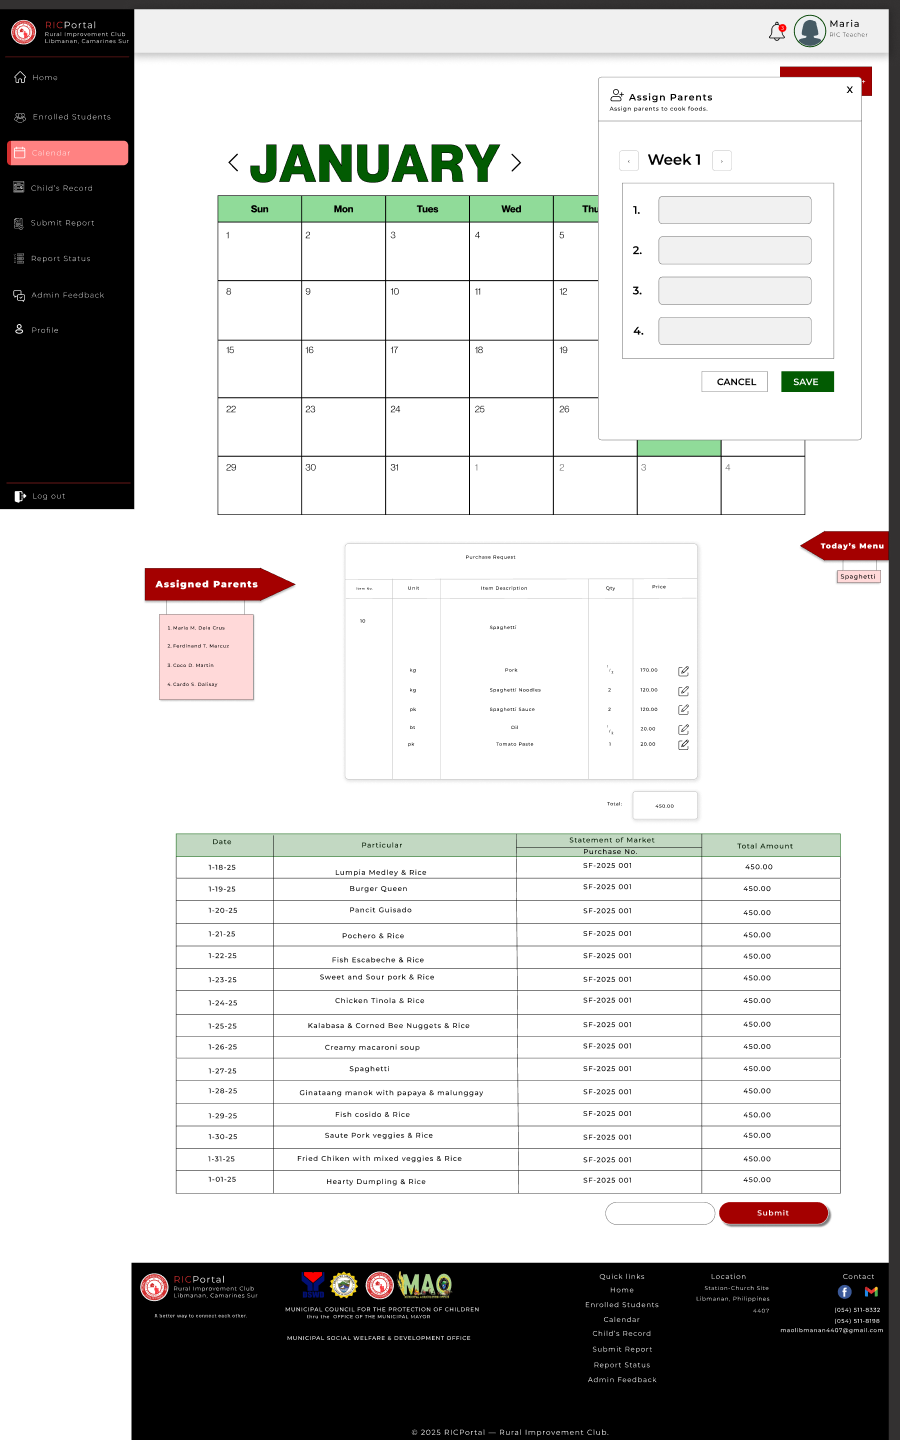 RICPortal
Rural Improvement Club
Libmanan, Camarines Sur
Home
Enrolled Students
Calendar
Child's Record
Submit Report
Report Status
Admin Feedback
Profile
Log out
Maria
RIC Teacher
Assign Parents
Assign parents to cook foods.
X
Week 1
1.
2.
3.
4.
CANCEL
SAVE
JANUARY
Sun Mon Tues Wed Thu
1 2 3 4 5
8 9 10 11 12
15 16 17 18 19
22 23 24 25 26
29 30 31 1 2 3 4
Assigned Parents
1. Maria M. Dela Crus
2. Ferdinand T. Marcuz
3. Coco D. Martin
4. Cardo S. Dalisay
Today's Menu
Spaghetti
Purchase Request
Item No. Unit Item Description Qty Price
10 Spaghetti
kg Pork 170.00
kg Spaghetti Noodles 2 120.00
pk Spaghetti Sauce 2 120.00
bs Oil 20.00
pk Tomato Paste 1 20.00
Total: 450.00
Date Particular Statement of Market Total Amount
Purchase No.
1-18-25 Lumpia Medley & Rice SF-2025 001 450.00
1-19-25 Burger Queen SF-2025 001 450.00
1-20-25 Pancit Guisado SF-2025 001 450.00
1-21-25 Pochero & Rice SF-2025 001 450.00
1-22-25 Fish Escabeche & Rice SF-2025 001 450.00
1-23-25 Sweet and Sour pork & Rice SF-2025 001 450.00
1-24-25 Chicken Tinola & Rice SF-2025 001 450.00
1-25-25 Kalabasa & Corned Bee Nuggets & Rice SF-2025 001 450.00
1-26-25 Creamy macaroni soup SF-2025 001 450.00
1-27-25 Spaghetti SF-2025 001 450.00
1-28-25 Ginataang manok with papaya & malunggay SF-2025 001 450.00
1-29-25 Fish cosido & Rice SF-2025 001 450.00
1-30-25 Saute Pork veggies & Rice SF-2025 001 450.00
1-31-25 Fried Chiken with mixed veggies & Rice SF-2025 001 450.00
1-01-25 Hearty Dumpling & Rice SF-2025 001 450.00
Submit
RICPortal
Rural Improvement Club
Libmanan, Camarines Sur
A better way to connect each other.
MAO
MUNICIPAL COUNCIL FOR THE PROTECTION OF CHILDREN
thru the OFFICE OF THE MUNICIPAL MAYOR
MUNICIPAL SOCIAL WELFARE & DEVELOPMENT OFFICE
Quick links
Home
Enrolled Students
Calendar
Child's Record
Submit Report
Report Status
Admin Feedback
Location
Station-Church Site
Libmanan, Philippines
4407
Contact
(054) 511-8332
(054) 511-8198
maolibmanan4407@gmail.com
© 2025 RICPortal — Rural Improvement Club.